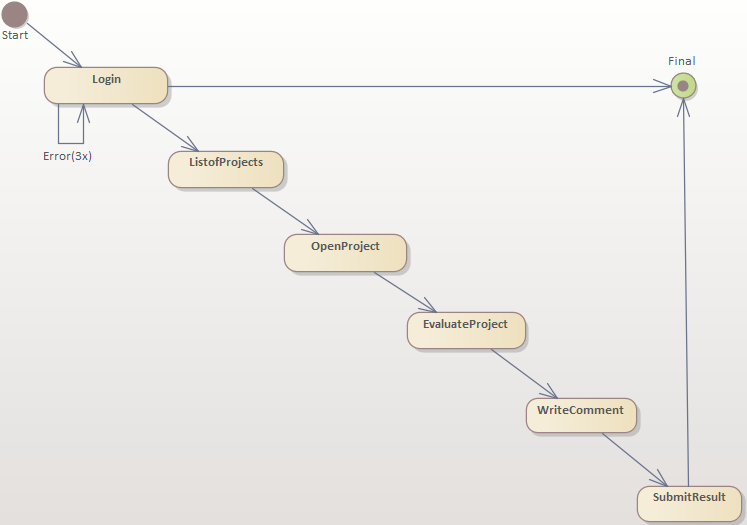 Start
Login
Final
Error(3x)
ListofProjects
OpenProject
EvaluateProject
WriteComment
SubmitResult